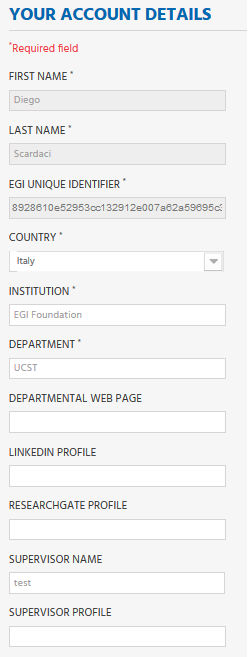 YOUR ACCOUNT DETAILS
*Required field
FIRST NAME *
Diego
LAST NAME *
Scardaci
EGI UNIQUE IDENTIFIER *
8928610e52953cc132912e007a62a59695c3
COUNTRY *
Italy
INSTITUTION *
EGI Foundation
DEPARTMENT *
UCST
DEPARTMENTAL WEB PAGE
LINKEDIN PROFILE
RESEARCHGATE PROFILE
SUPERVISOR NAME
test
SUPERVISOR PROFILE